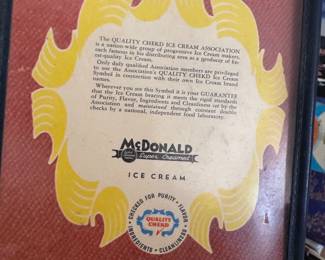 The QUALITY CHEKD ICE CREAM ASSOCIATION
is a nation-wide group of progressive Ice Cream makers,
each famous in his distributing area as a producer of fin-
est-quality Ice Cream.
Only duly qualified Association members are privileged
to use the Association's QUALITY CHEKD Ice Cream
Symbol in connection with their own Ice Cream brand
names.
Wherever you see this Symbol it is your GUARANTEE
that the Ice Cream bearing it meets the rigid standards
of Purity, Flavor, Ingredients and Cleanliness set by the
Association and maintained through constant double
checks by a national, independent food laboratory.
McDONALD
Super Creamed
ICE CREAM
CHECKED FOR PURITY • FLAVOR
INGREDIENTS • CLEANLINESS
QUALITY
CHEKD